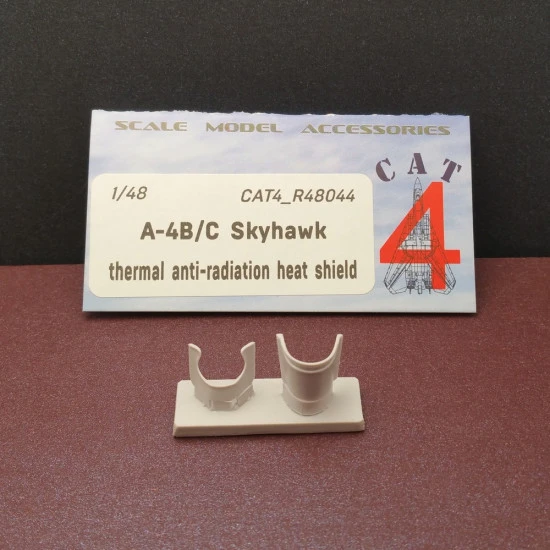 SCALE MODEL ACCESSORIES
CAT
4
1/48 CAT4_R48044
A-4B/C Skyhawk
thermal anti-radiation heat shield